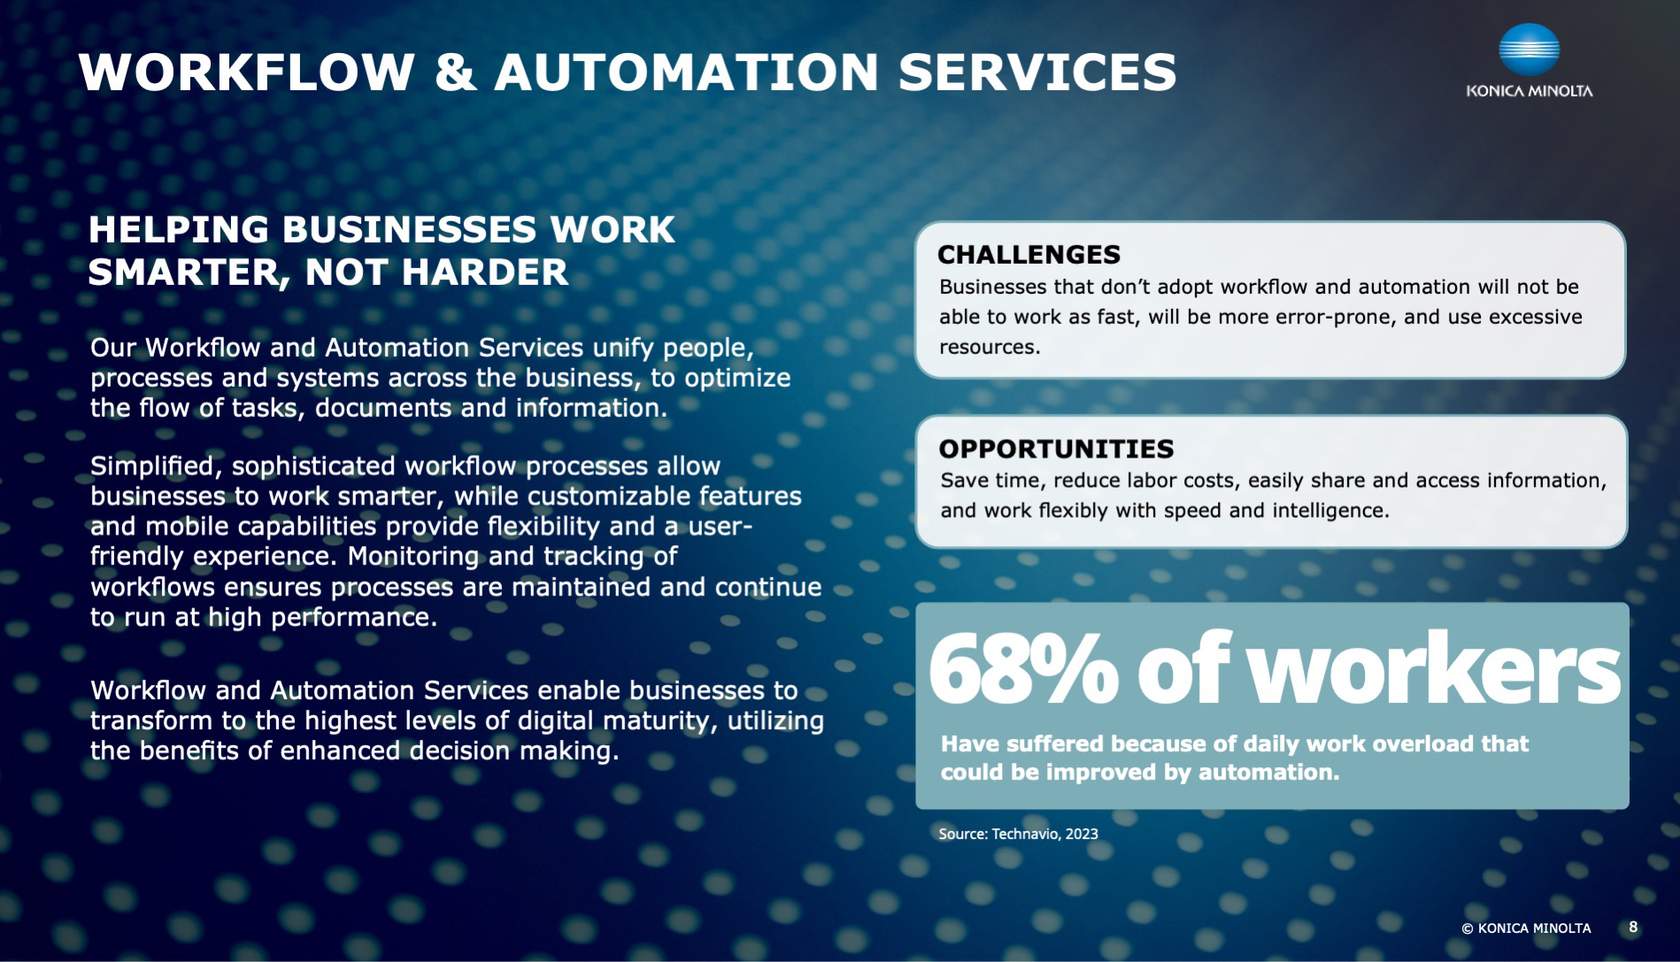 WORKFLOW & AUTOMATION SERVICES
KONICA MINOLTA
HELPING BUSINESSES WORK
SMARTER, NOT HARDER
Our Workflow and Automation Services unify people,
processes and systems across the business, to optimize
the flow of tasks, documents and information.
Simplified, sophisticated workflow processes allow
businesses to work smarter, while customizable features
and mobile capabilities provide flexibility and a user-
friendly experience. Monitoring and tracking of
workflows ensures processes are maintained and continue
to run at high performance.
Workflow and Automation Services enable businesses to
transform to the highest levels of digital maturity, utilizing
the benefits of enhanced decision making.
CHALLENGES
Businesses that don’t adopt workflow and automation will not be
able to work as fast, will be more error-prone, and use excessive
resources.
OPPORTUNITIES
Save time, reduce labor costs, easily share and access information,
and work flexibly with speed and intelligence.
68% of workers
Have suffered because of daily work overload that
could be improved by automation.
Source: Technavio, 2023
© KONICA MINOLTA 8